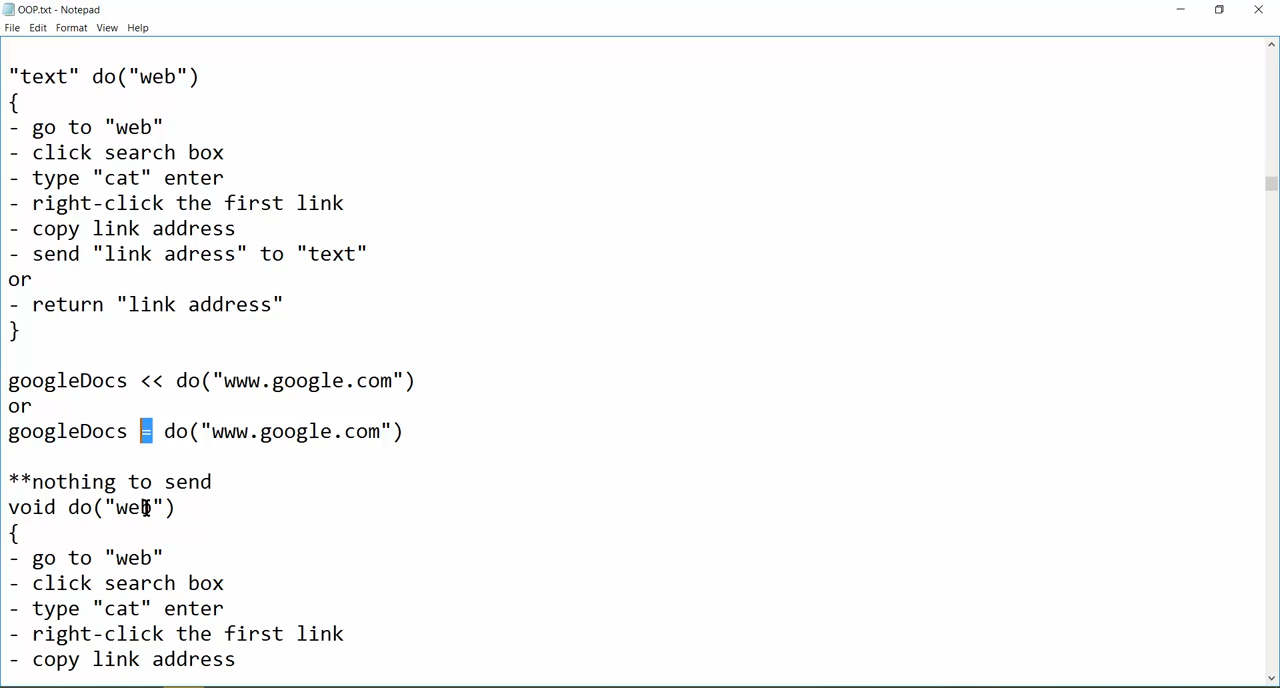 OOP.txt - Notepad
File Edit Format View Help
"text" do("web")
{
- go to "web"
- click search box
- type "cat" enter
- right-click the first link
- copy link address
- send "link adress" to "text"
or
- return "link address"
}
googleDocs << do("www.google.com")
or
googleDocs = do("www.google.com")
**nothing to send
void do("web")
{
- go to "web"
- click search box
- type "cat" enter
- right-click the first link
- copy link address